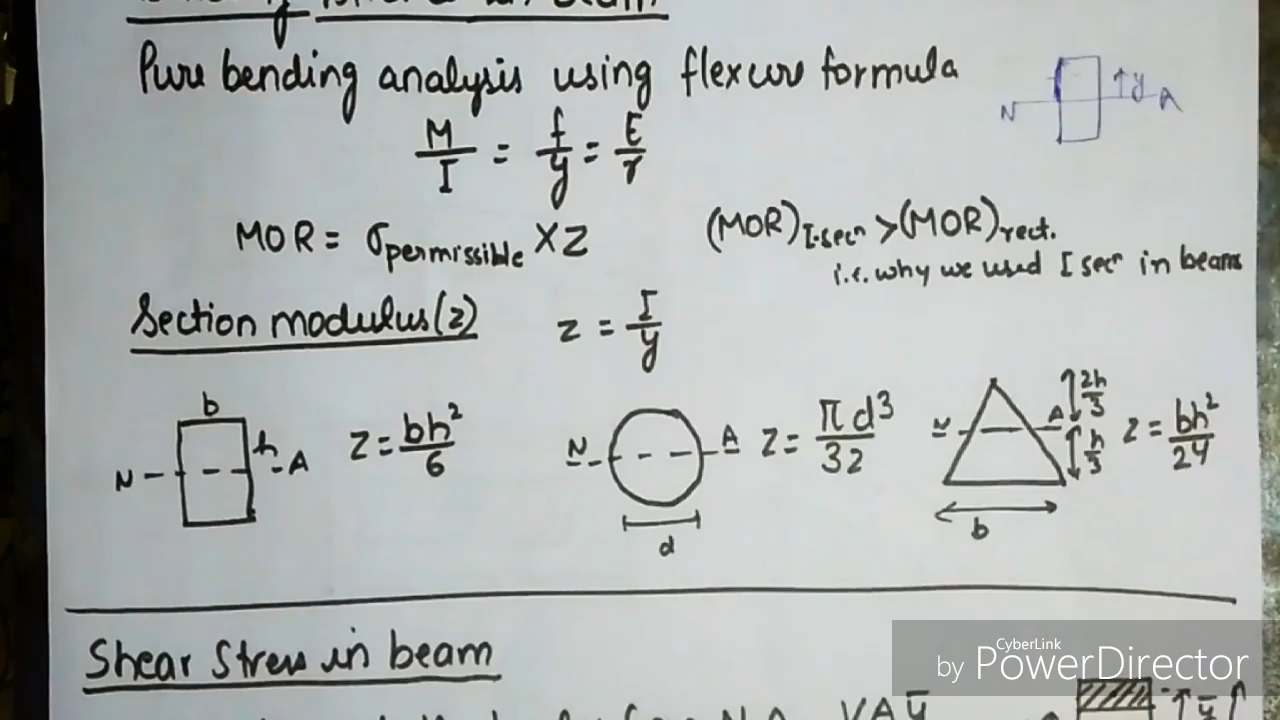 Pure bending analysis using flexure formula
N y A
M/I = f/y = E/r
MOR = σpermissible × Z
(MOR)I-secⁿ > (MOR)rect.
i.e. why we used I secⁿ in beams
Section modulus(z) z = I/y
b h N A Z = bh²/6
N A d Z = πd³/32
N A 2h/3 h/3 b Z = bh²/24
Shear Stress in beam
VAȳ
ȳ
CyberLink
by PowerDirector